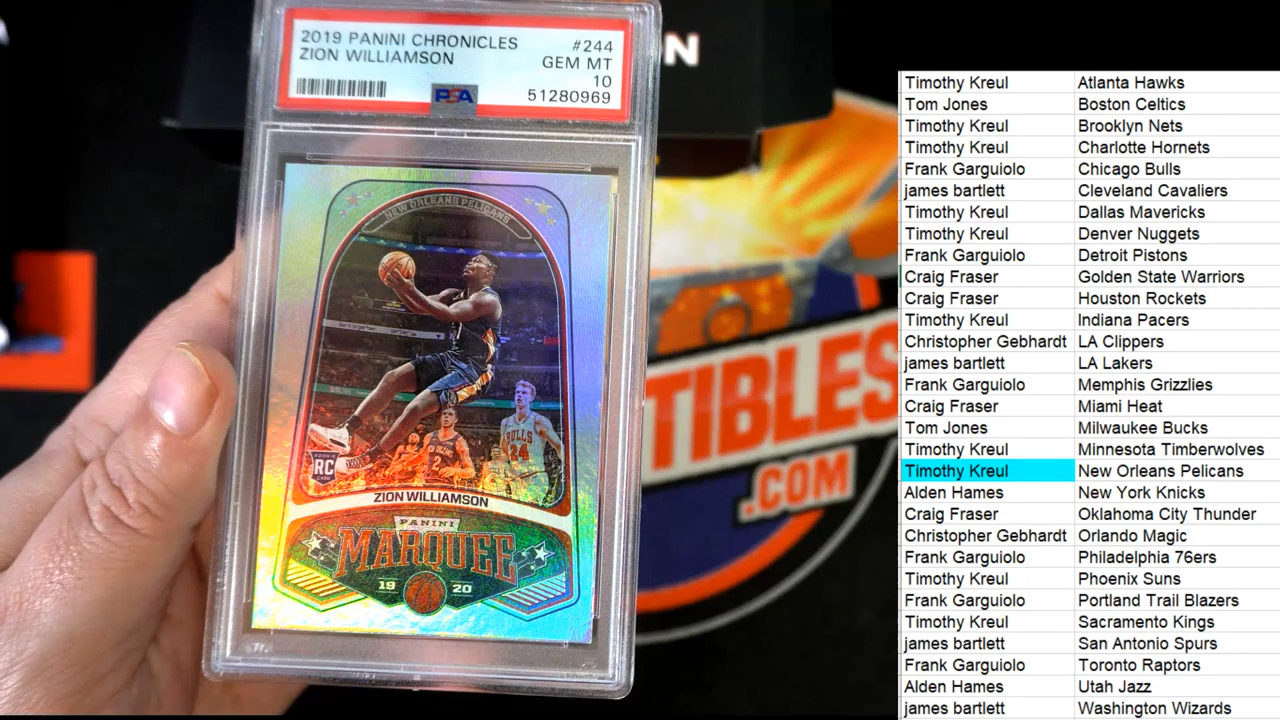 N
2019 PANINI CHRONICLES #244
ZION WILLIAMSON GEM MT
10
PSA 51280969
NEW ORLEANS PELICANS
BULLS
24
2
ROOKIE
RC
CARD
ZION WILLIAMSON
PANINI
MARQUEE
19 20
TIBLES
.COM
Timothy Kreul Atlanta Hawks
Tom Jones Boston Celtics
Timothy Kreul Brooklyn Nets
Timothy Kreul Charlotte Hornets
Frank Garguiolo Chicago Bulls
james bartlett Cleveland Cavaliers
Timothy Kreul Dallas Mavericks
Timothy Kreul Denver Nuggets
Frank Garguiolo Detroit Pistons
Craig Fraser Golden State Warriors
Craig Fraser Houston Rockets
Timothy Kreul Indiana Pacers
Christopher Gebhardt LA Clippers
james bartlett LA Lakers
Frank Garguiolo Memphis Grizzlies
Craig Fraser Miami Heat
Tom Jones Milwaukee Bucks
Timothy Kreul Minnesota Timberwolves
Timothy Kreul New Orleans Pelicans
Alden Hames New York Knicks
Craig Fraser Oklahoma City Thunder
Christopher Gebhardt Orlando Magic
Frank Garguiolo Philadelphia 76ers
Timothy Kreul Phoenix Suns
Frank Garguiolo Portland Trail Blazers
Timothy Kreul Sacramento Kings
james bartlett San Antonio Spurs
Frank Garguiolo Toronto Raptors
Alden Hames Utah Jazz
james bartlett Washington Wizards